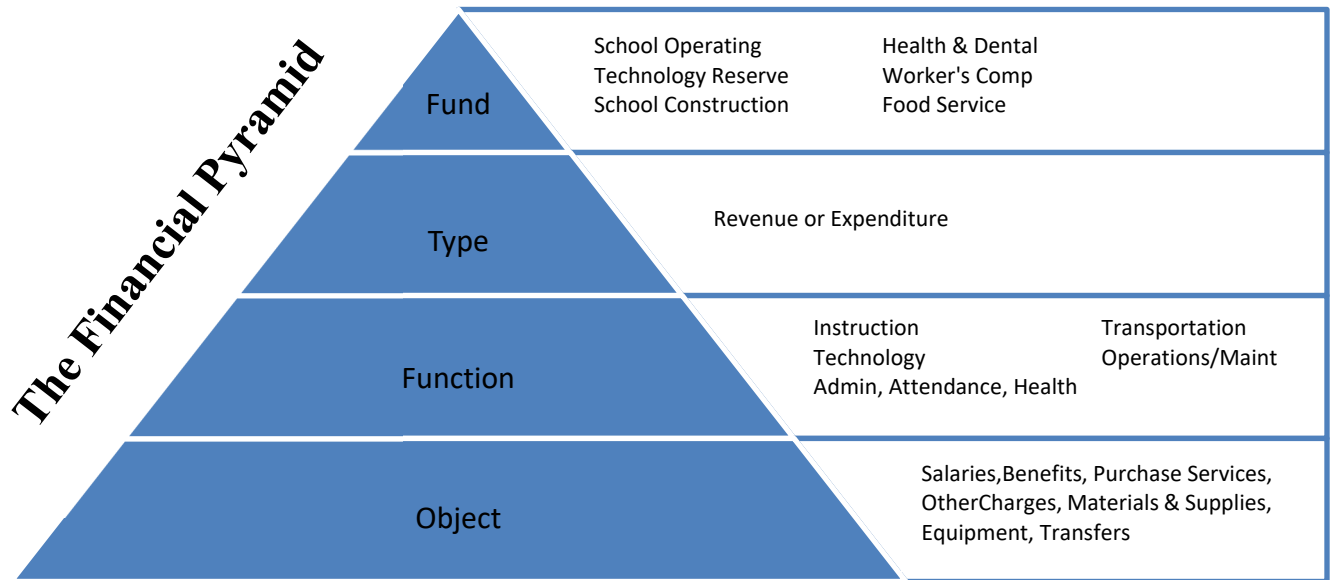 The Financial Pyramid
Fund
School Operating
Technology Reserve
School Construction
Health & Dental
Worker's Comp
Food Service
Type
Revenue or Expenditure
Function
Instruction
Technology
Admin, Attendance, Health
Transportation
Operations/Maint
Object
Salaries,Benefits, Purchase Services,
OtherCharges, Materials & Supplies,
Equipment, Transfers